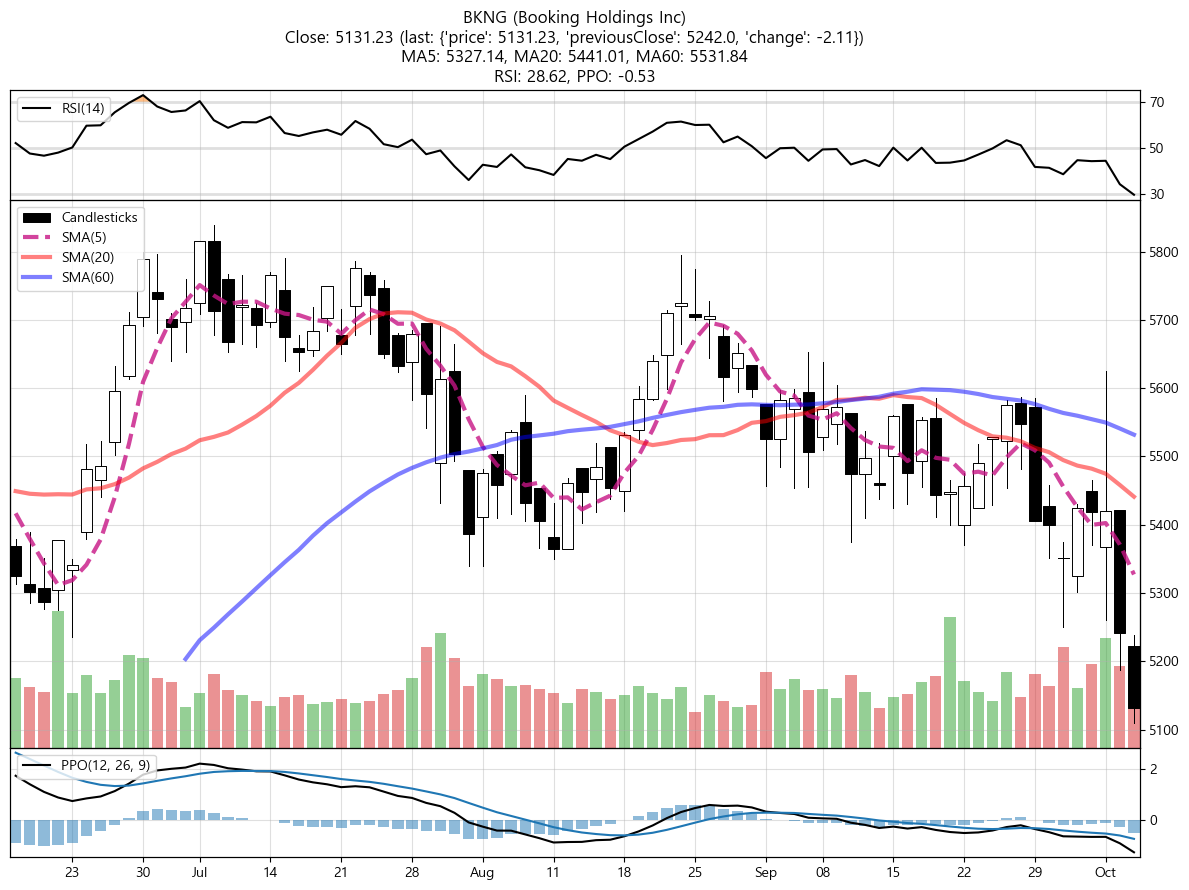 BKNG (Booking Holdings Inc)
Close: 5131.23 (last: {'price': 5131.23, 'previousClose': 5242.0, 'change': -2.11})
MA5: 5327.14, MA20: 5441.01, MA60: 5531.84
RSI: 28.62, PPO: -0.53
RSI(14)
70
50
30
Candlesticks
SMA(5)
SMA(20)
SMA(60)
5800
5700
5600
5500
5400
5300
5200
5100
PPO(12, 26, 9)
2
0
23 30 Jul 14 21 28 Aug 11 18 25 Sep 08 15 22 29 Oct